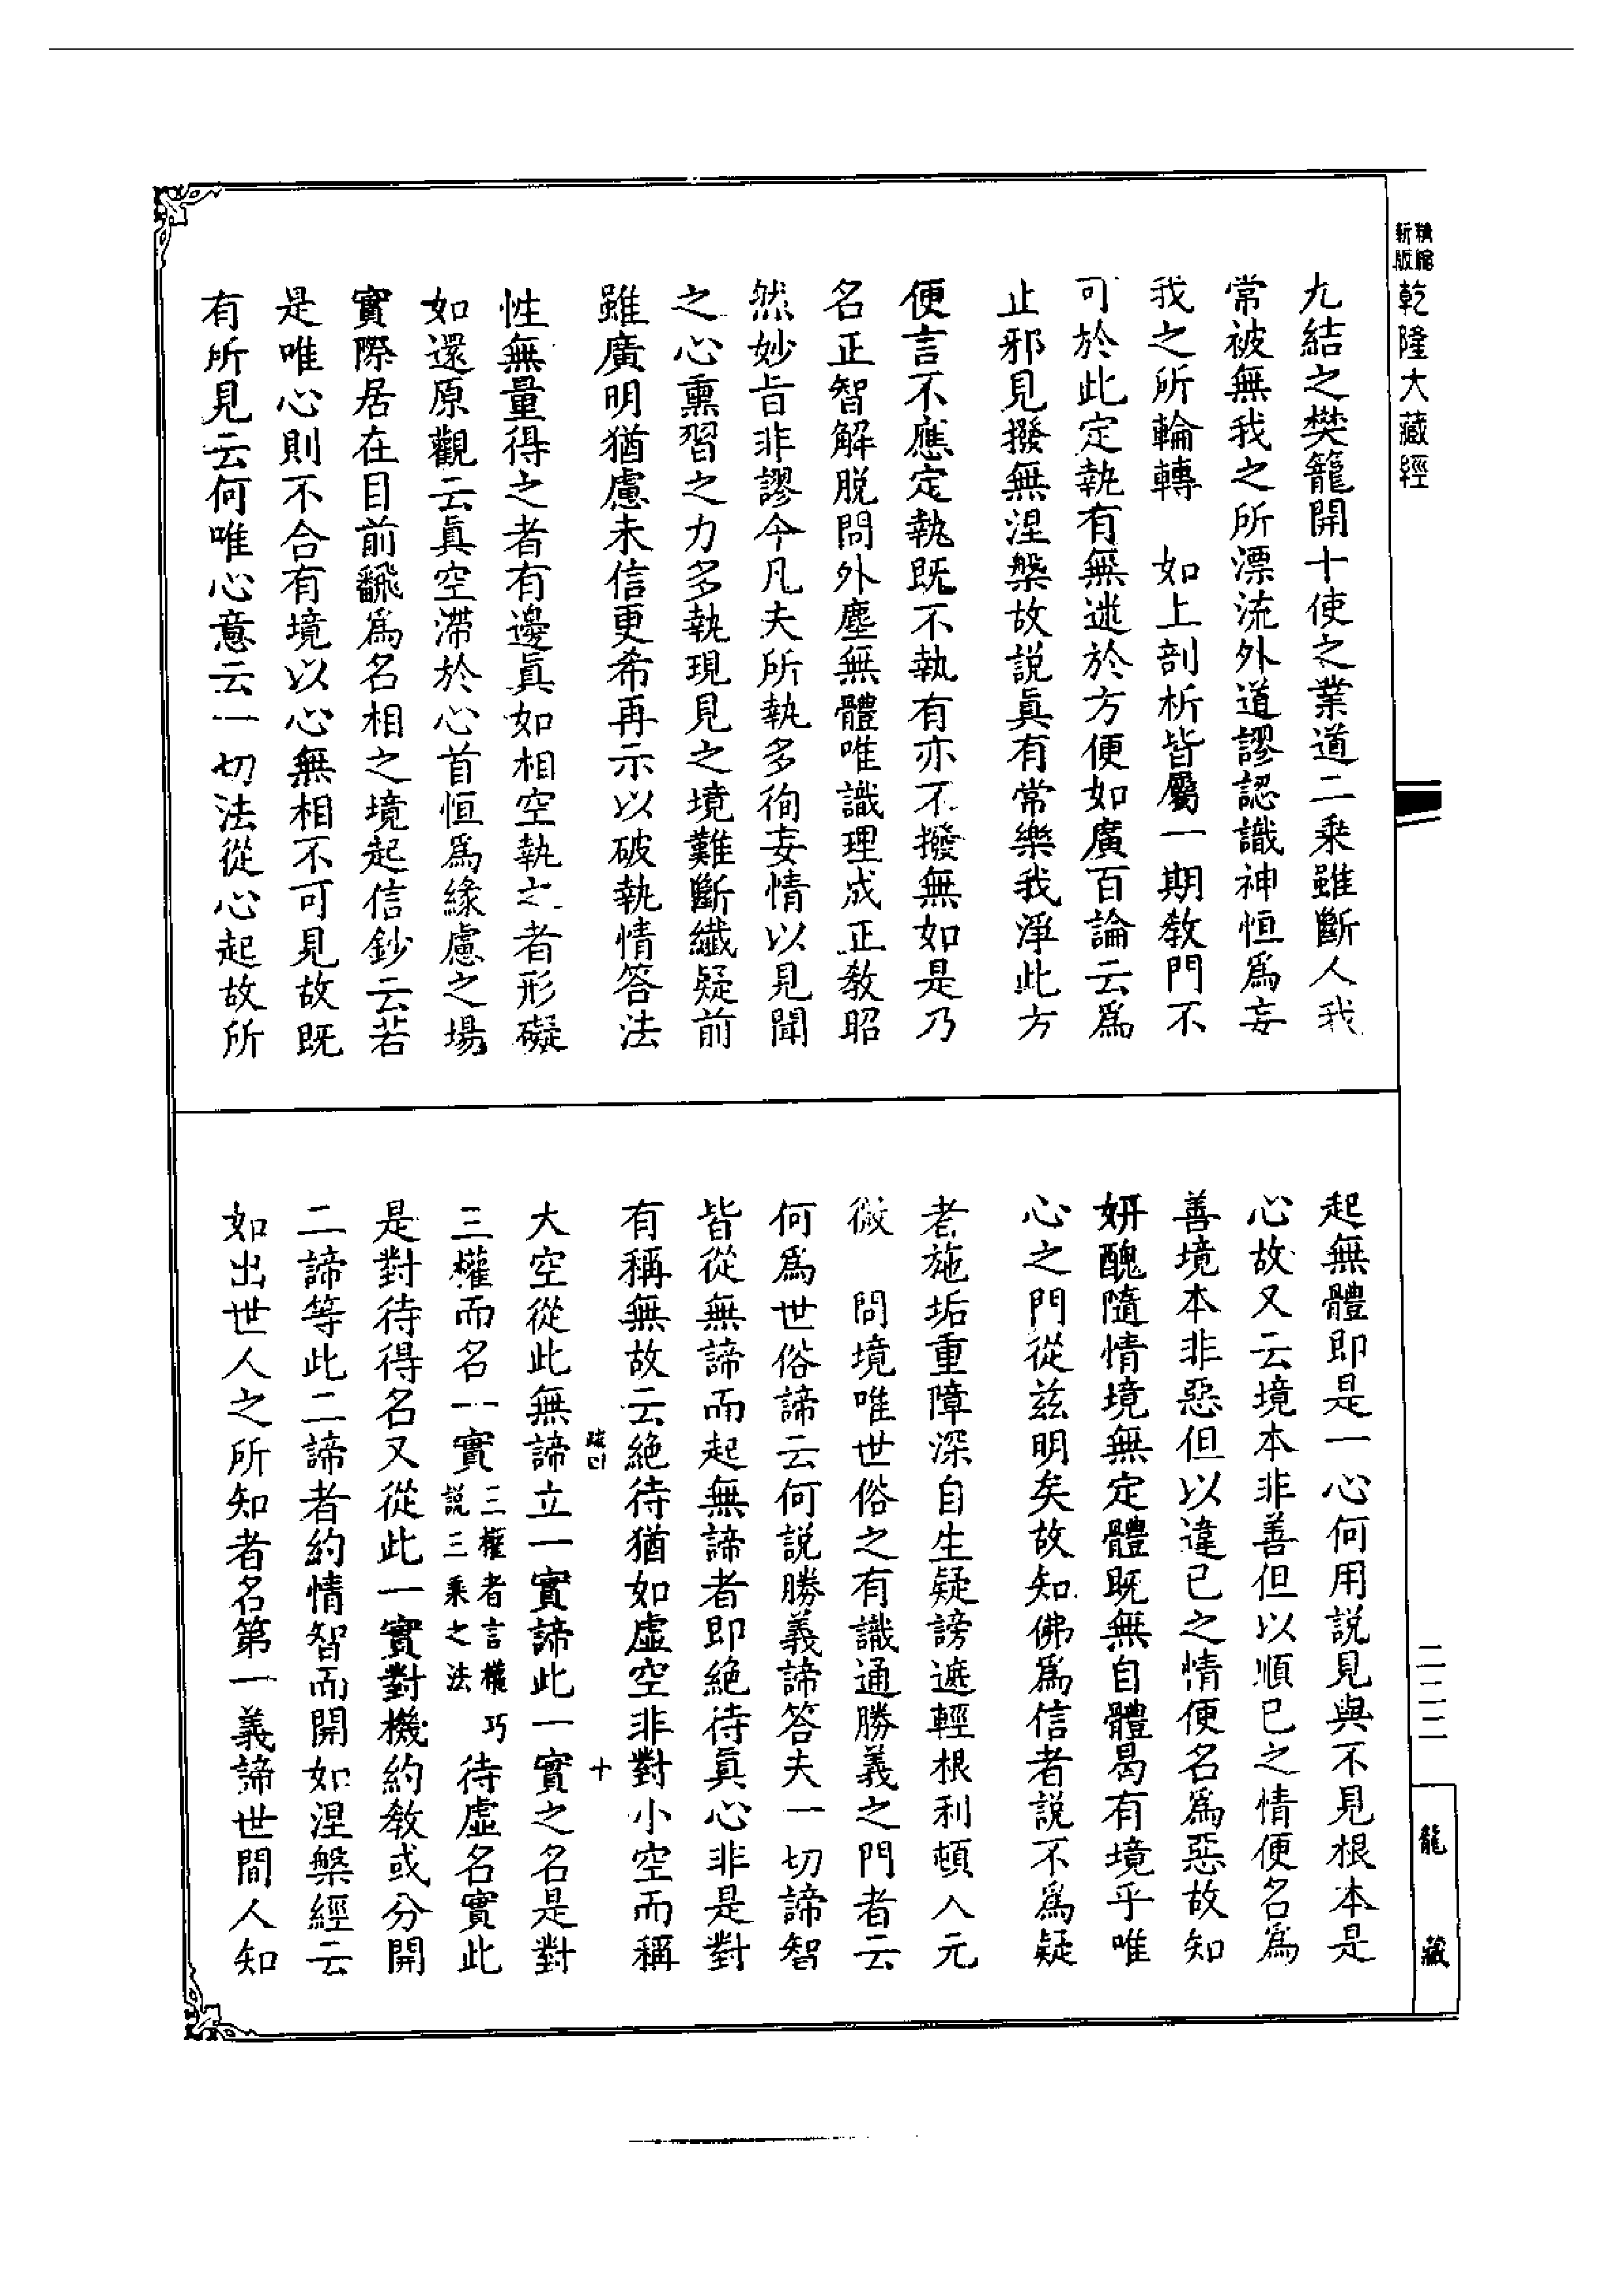 新版精縮
乾隆大藏經
九結之樊籠開十使之業道二乘雖斷人我
常被無我之所漂流外道謬認識神恒爲妄
我之所輪轉　如上剖析皆屬一期教門不
可於此定執有無迷於方便如廣百論云爲
止邪見撥無涅槃故説眞有常樂我淨此方
便言不應定執既不執有亦不撥無如是乃
名正智解脱問外塵無體唯識理成正教昭
然妙旨非謬今凡夫所執多徇妄情以見聞
之心熏習之力多執現見之境難斷纖疑前
雖廣明猶慮未信更希再示以破執情答法
性無量得之者有邊眞如相空執之者形礙
如還原觀云眞空滯於心首恒爲緣慮之場
實際居在目前飜爲名相之境起信鈔云若
是唯心則不合有境以心無相不可見故既
有所見云何唯心意云一切法從心起故所
起無體即是一心何用説見與不見根本是
心故又云境本非善但以順己之情便名爲
善境本非惡但以違己之情便名爲惡故知
妍醜隨情境無定體既無自體曷有境乎唯
心之門從茲明矣故知佛爲信者説不爲疑
者施垢重障深自生疑謗遮輕根利頓入元
微　問境唯世俗之有識通勝義之門者云
何爲世俗諦云何説勝義諦答夫一切諦智
皆從無諦而起無諦者即絶待眞心非是對
有稱無故云絶待猶如虛空非對小空而稱
大空從此無諦立一實諦此一實之名是對
三權而名一實三權者言權巧説三乘之法待虛名實此
是對待得名又從此一實對機約教或分開
二諦等此二諦者約情智而開如涅槃經云
如出世人之所知者名第一義諦世間人知
二二二
龍藏
十